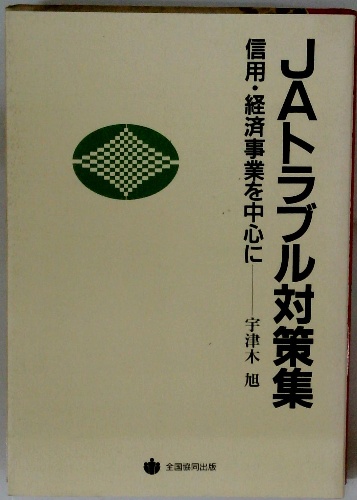 JAトラブル対策集
信用・経済事業を中心に――宇津木 旭
全国協同出版